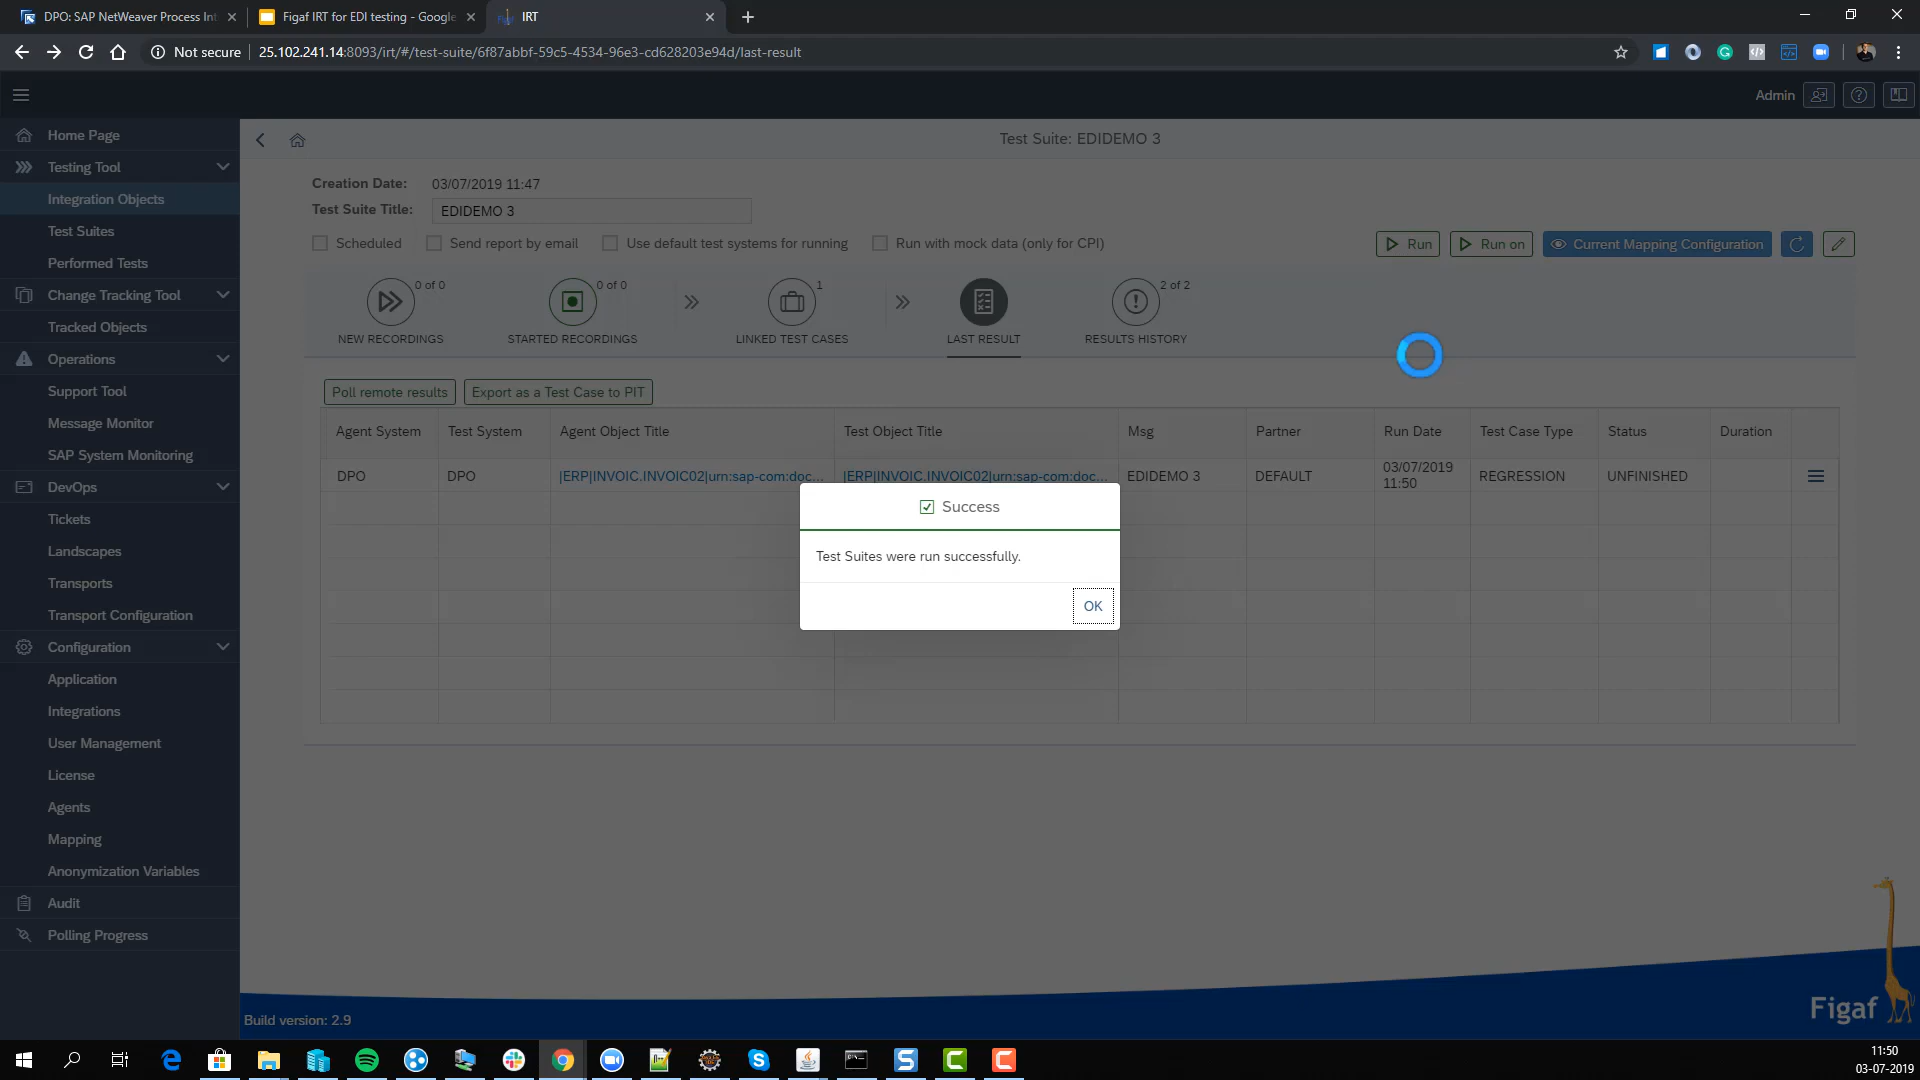 DPO: SAP NetWeaver Process Int
Figaf IRT for EDI testing - Google
IRT
Not secure
25.102.241.14:8093/irt/#/test-suite/6f87abbf-59c5-4534-96e3-cd628203e94d/last-result
Admin
Home Page
Testing Tool
Integration Objects
Test Suites
Performed Tests
Change Tracking Tool
Tracked Objects
Operations
Support Tool
Message Monitor
SAP System Monitoring
DevOps
Tickets
Landscapes
Transports
Transport Configuration
Configuration
Application
Integrations
User Management
License
Agents
Mapping
Anonymization Variables
Audit
Polling Progress
Test Suite: EDIDEMO 3
Creation Date: 03/07/2019 11:47
Test Suite Title: EDIDEMO 3
Scheduled Send report by email Use default test systems for running Run with mock data (only for CPI)
Run Run on Current Mapping Configuration
0 of 0 0 of 0 1 2 of 2
NEW RECORDINGS STARTED RECORDINGS LINKED TEST CASES LAST RESULT RESULTS HISTORY
Poll remote results Export as a Test Case to PIT
Agent System Test System Agent Object Title Test Object Title Msg Partner Run Date Test Case Type Status Duration
DPO DPO |ERP|INVOIC.INVOIC02|urn:sap-com:doc... |ERP|INVOIC.INVOIC02|urn:sap-com:doc... EDIDEMO 3 DEFAULT 03/07/2019 REGRESSION UNFINISHED
11:50
Success
Test Suites were run successfully.
OK
Figaf
Build version: 2.9
11:50
03-07-2019